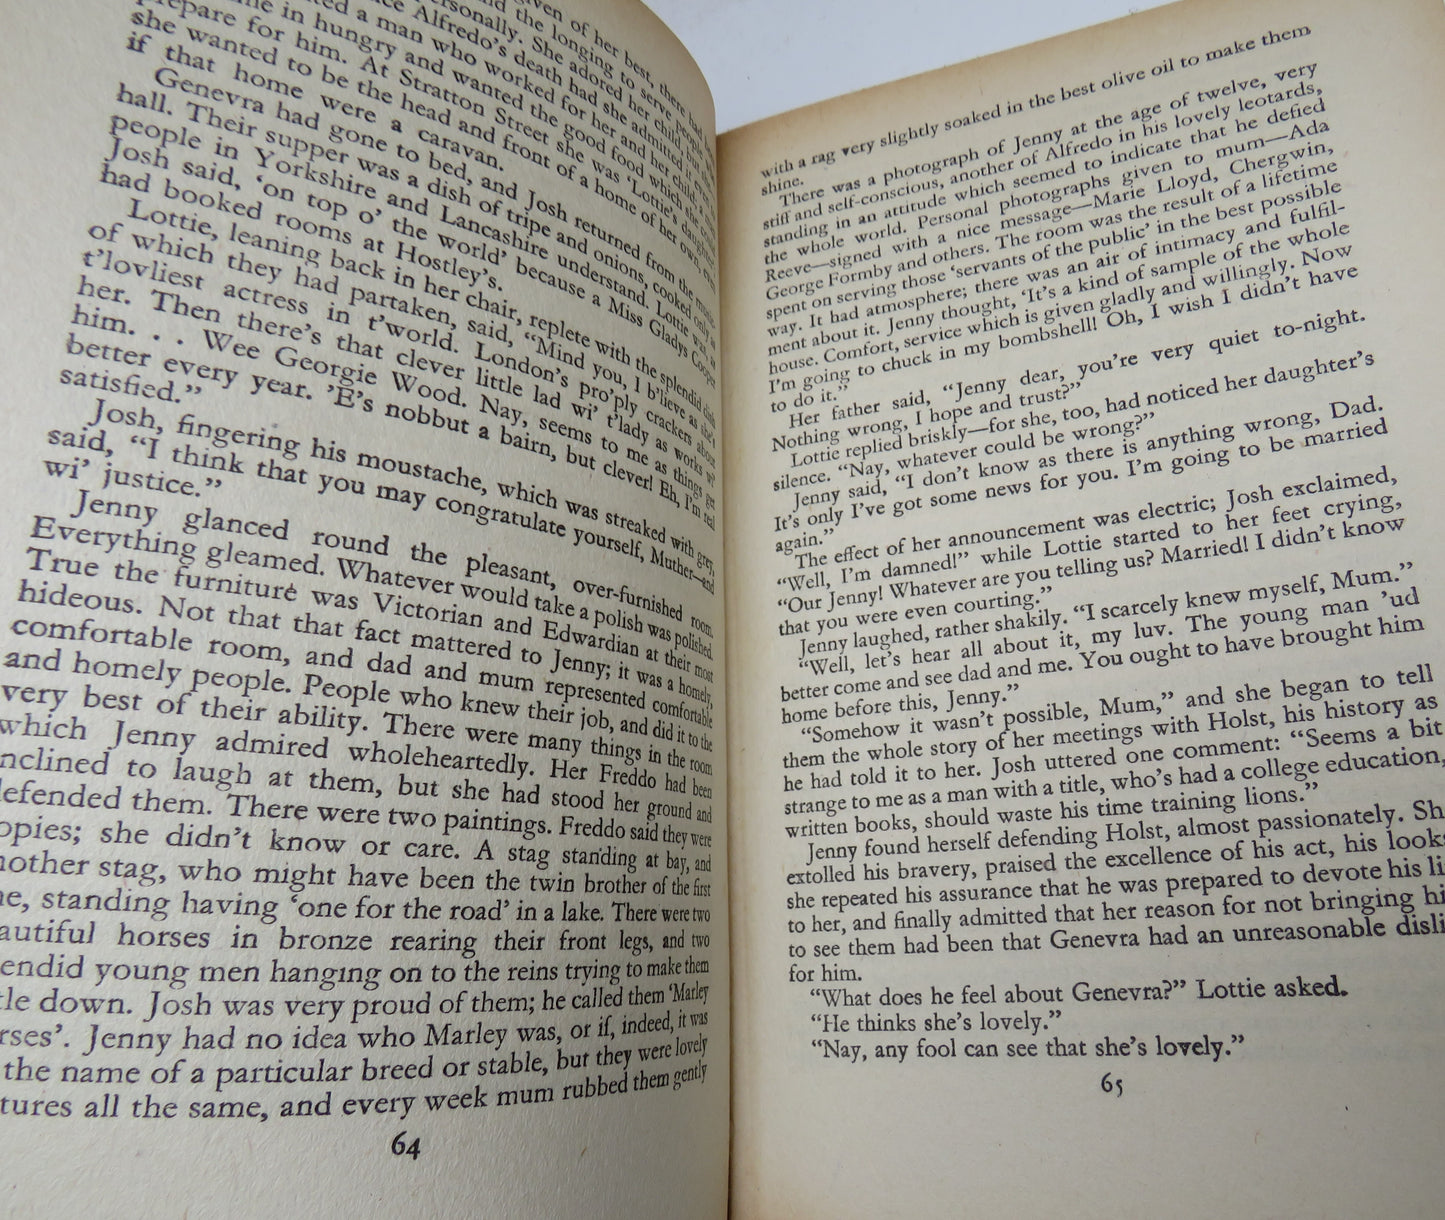 given of her best, there had been
and the longing to serve people
personally. She adored her child, but she
Alfredo's death had she admitted it, ever
a man who worked for her and her child, a
in hungry and wanted the good food which she could
prepare for him. At Stratton Street she was 'Lottie's daughter',
she wanted to be the head and front of a home of her own, even
if that home were a caravan.
Genevra had gone to bed, and Josh returned from the music-
hall. Their supper was a dish of tripe and onions, cooked only as
people in Yorkshire and Lancashire understand. Lottie was, as
Josh said, 'on top o' the world' because a Miss Gladys Cooper
had booked rooms at Hostley's.
Lottie, leaning back in her chair, replete with the splendid dish
of which they had partaken, said, "Mind you, I b'lieve as she's
t'lovliest actress in t'world. London's pro'ply crackers about
her. Then there's that clever little lad wi' t'lady as works wi'
him. . . Wee Georgie Wood. Nay, seems to me as things get
better every year. 'E's nobbut a bairn, but clever! Eh, I'm real
satisfied."
Josh, fingering his moustache, which was streaked with grey,
said, "I think that you may congratulate yourself, Muther—and
wi' justice."
Jenny glanced round the pleasant, over-furnished room.
Everything gleamed. Whatever would take a polish was polished.
True the furniture was Victorian and Edwardian at their most
hideous. Not that that fact mattered to Jenny; it was a homely,
comfortable room, and dad and mum represented comfortable
and homely people. People who knew their job, and did it to the
very best of their ability. There were many things in the room
which Jenny admired wholeheartedly. Her Freddo had been
nclined to laugh at them, but she had stood her ground and
efended them. There were two paintings. Freddo said they were
opies; she didn't know or care. A stag standing at bay, and
nother stag, who might have been the twin brother of the first
ne, standing having 'one for the road' in a lake. There were two
autiful horses in bronze rearing their front legs, and two
endid young men hanging on to the reins trying to make them
tle down. Josh was very proud of them; he called them 'Marley
rses'. Jenny had no idea who Marley was, or if, indeed, it was
the name of a particular breed or stable, but they were lovely
tures all the same, and every week mum rubbed them gently
64
with a rag very slightly soaked in the best olive oil to make them
shine.
There was a photograph of Jenny at the age of twelve, very
stiff and self-conscious, another of Alfredo in his lovely leotards,
standing in an attitude which seemed to indicate that he defied
the whole world. Personal photographs given to mum—Ada
Reeve—signed with a nice message—Marie Lloyd, Chergwin,
George Formby and others. The room was the result of a lifetime
spent on serving those 'servants of the public' in the best possible
way. It had atmosphere; there was an air of intimacy and fulfil-
ment about it. Jenny thought, 'It's a kind of sample of the whole
house. Comfort, service which is given gladly and willingly. Now
I'm going to chuck in my bombshell! Oh, I wish I didn't have
to do it."
Her father said, "Jenny dear, you're very quiet to-night.
Nothing wrong, I hope and trust?"
Lottie replied briskly—for she, too, had noticed her daughter's
silence. "Nay, whatever could be wrong?"
Jenny said, "I don't know as there is anything wrong, Dad.
It's only I've got some news for you. I'm going to be married
again."
The effect of her announcement was electric; Josh exclaimed,
"Well, I'm damned!" while Lottie started to her feet crying,
"Our Jenny! Whatever are you telling us? Married! I didn't know
that you were even courting."
Jenny laughed, rather shakily. "I scarcely knew myself, Mum."
"Well, let's hear all about it, my luv. The young man 'ud
better come and see dad and me. You ought to have brought him
home before this, Jenny."
"Somehow it wasn't possible, Mum," and she began to tell
them the whole story of her meetings with Holst, his history as
he had told it to her. Josh uttered one comment: "Seems a bit
strange to me as a man with a title, who's had a college education,
written books, should waste his time training lions."
Jenny found herself defending Holst, almost passionately. Sh
extolled his bravery, praised the excellence of his act, his looks
she repeated his assurance that he was prepared to devote his li
to her, and finally admitted that her reason for not bringing hi
to see them had been that Genevra had an unreasonable disli
for him.
"What does he feel about Genevra?" Lottie asked.
"He thinks she's lovely."
"Nay, any fool can see that she's lovely."
65